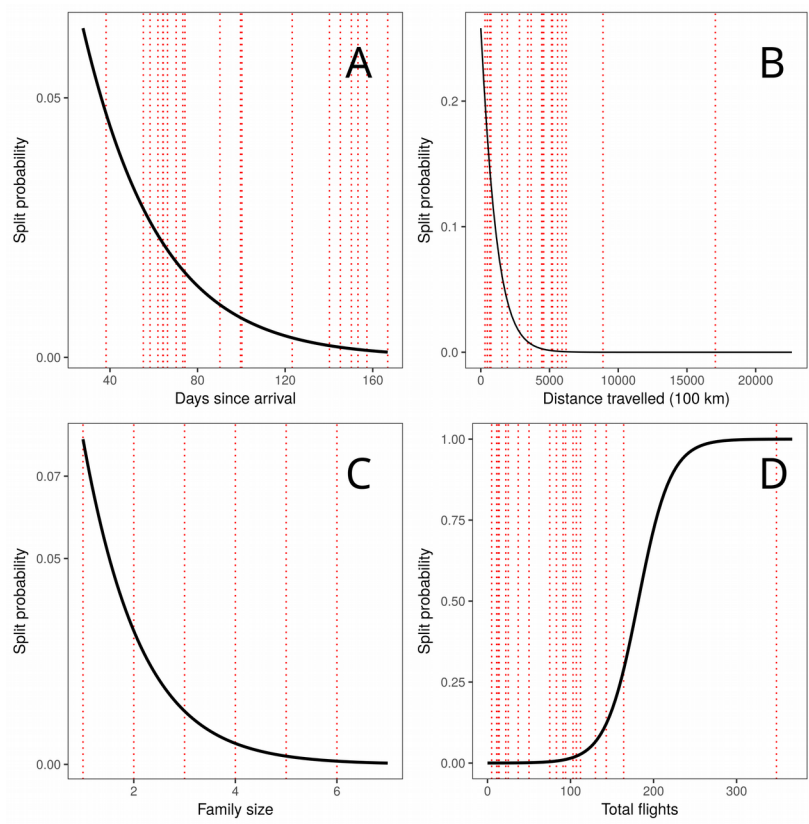 A
Split probability
0.05
0.00
40 80 120 160
Days since arrival
B
Split probability
0.2
0.1
0.0
0 5000 10000 15000 20000
Distance travelled (100 km)
C
Split probability
0.07
0.05
0.00
2 4 6
Family size
D
Split probability
1.00
0.75
0.50
0.25
0.00
0 100 200 300
Total flights